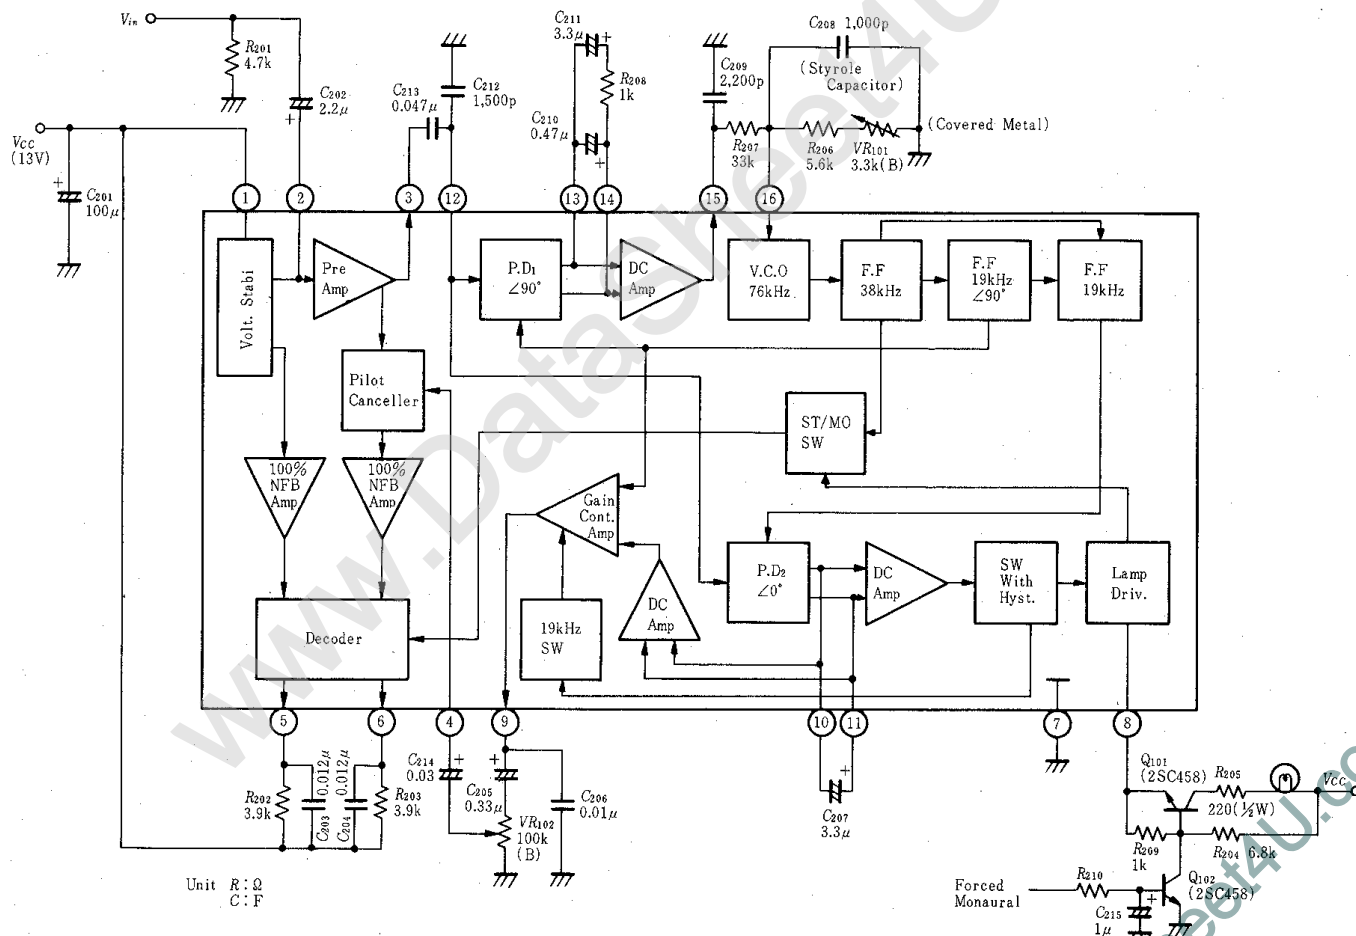 Vin
R201
4.7k
C202
2.2μ
VCC
(13V)
C201
100μ
C213
0.047μ
C212
1,500p
C211
3.3μ
R208
1k
C210
0.47μ
C209
2,200p
C208 1,000p
(Styrole
Capacitor)
R207
33k
R206
5.6k
VR101
3.3k(B)
(Covered Metal)
1
2
3
12
13
14
15
16
Volt. Stabi
Pre
Amp
P.D1
∠90°
DC
Amp
V.C.O
76kHz
F.F
38kHz
F.F
19kHz
∠90°
F.F
19kHz
Pilot
Canceller
ST/MO
SW
100%
NFB
Amp
100%
NFB
Amp
Gain
Cont.
Amp
P.D2
∠0°
DC
Amp
SW
With
Hyst.
Lamp
Driv.
Decoder
19kHz
SW
DC
Amp
5
6
4
9
10
11
7
8
R202
3.9k
0.012μ
C203
0.012μ
C204
R203
3.9k
C214
0.03
C205
0.33μ
VR102
100k
(B)
C206
0.01μ
C207
3.3μ
Q101
(2SC458)
R205
220(½W)
VCC
R209
1k
R204 6.8k
Q102
(2SC458)
Forced
Monaural
R210
C215
1μ
Unit R:Ω
C:F
www.DataSheet4U
eet4U.co